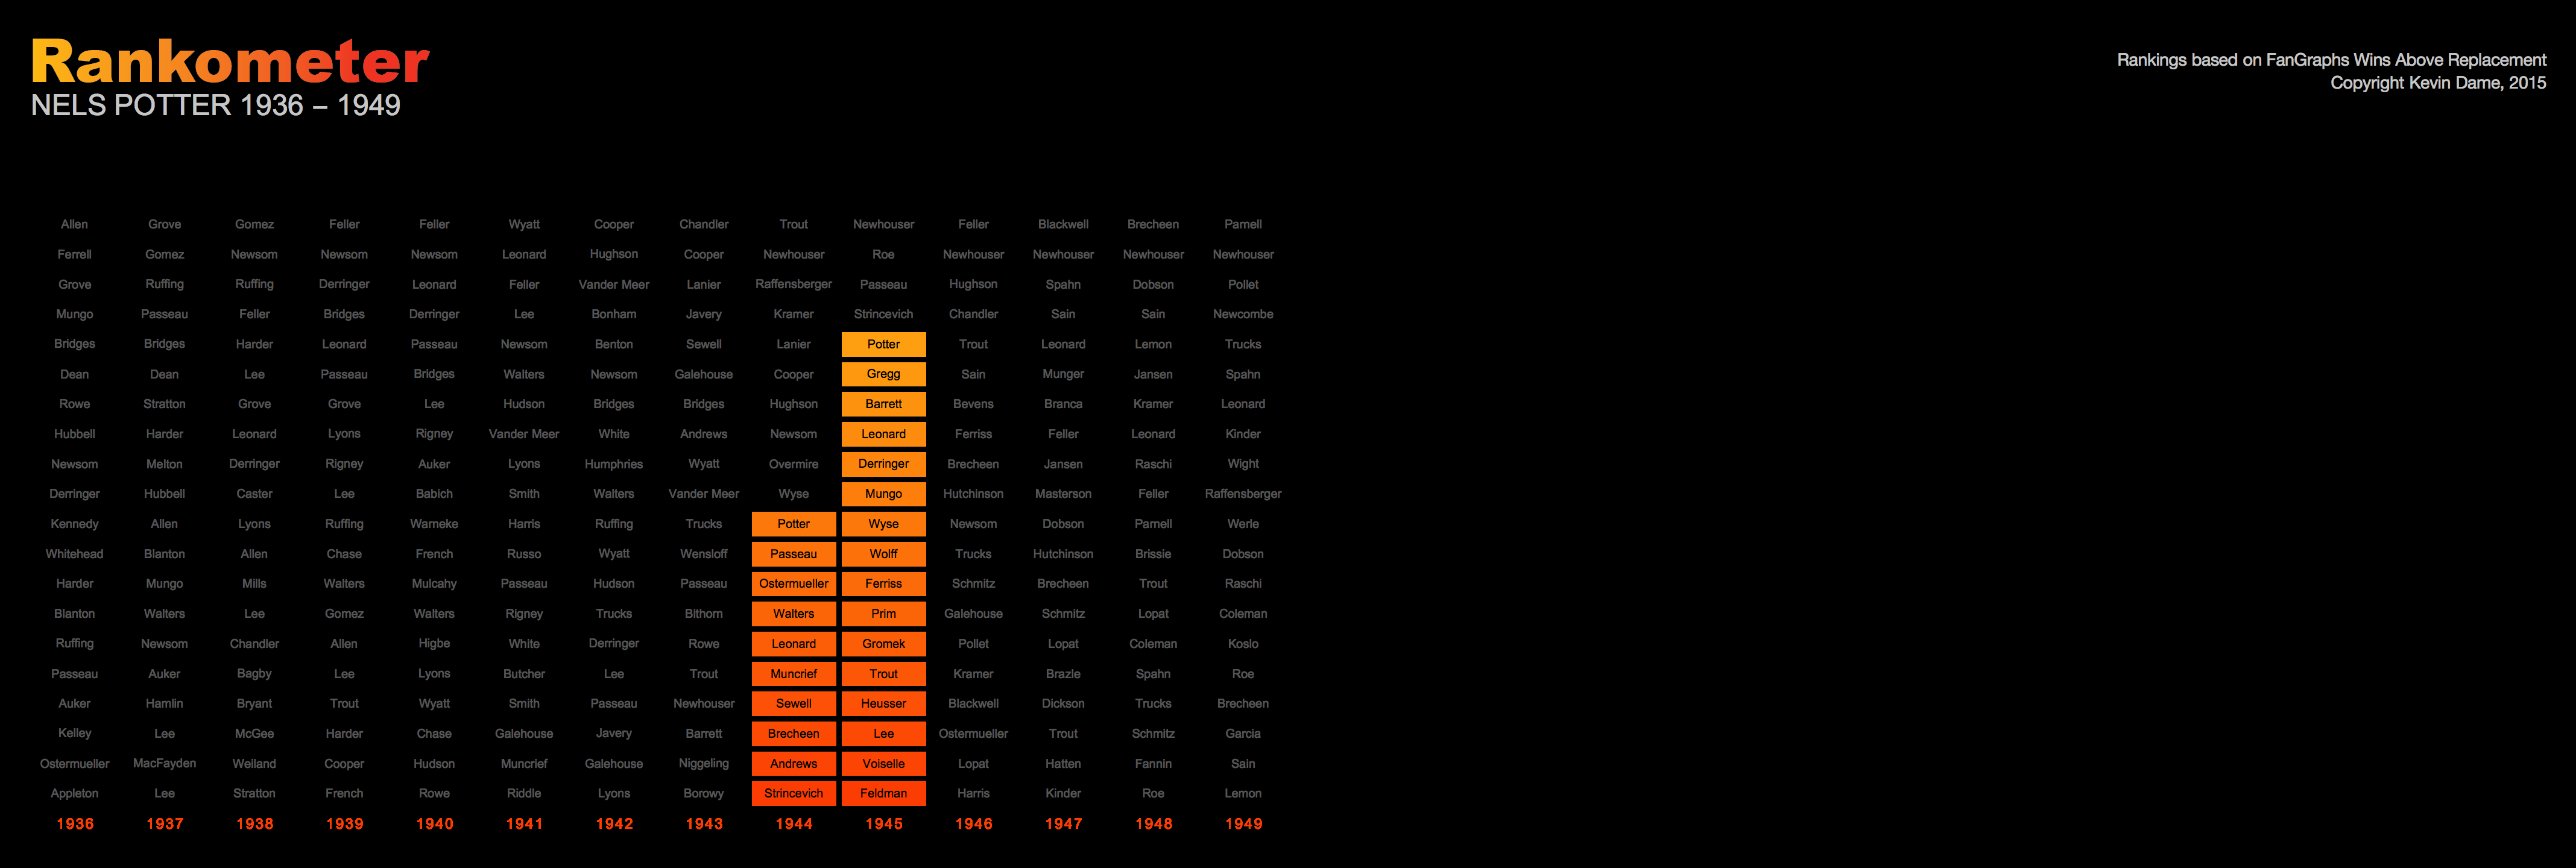 Rankometer
NELS POTTER 1936 – 1949
Rankings based on FanGraphs Wins Above Replacement
Copyright Kevin Dame, 2015
Allen Grove Gomez Feller Feller Wyatt Cooper Chandler Trout Newhouser Feller Blackwell Brecheen Parnell
Ferrell Gomez Newsom Newsom Newsom Leonard Hughson Cooper Newhouser Roe Newhouser Newhouser Newhouser Newhouser
Grove Ruffing Ruffing Derringer Leonard Feller Vander Meer Lanier Raffensberger Passeau Hughson Spahn Dobson Pollet
Mungo Passeau Feller Bridges Derringer Lee Bonham Javery Kramer Strincevich Chandler Sain Sain Newcombe
Bridges Bridges Harder Leonard Passeau Newsom Benton Sewell Lanier Potter Trout Leonard Lemon Trucks
Dean Dean Lee Passeau Bridges Walters Newsom Galehouse Cooper Gregg Sain Munger Jansen Spahn
Rowe Stratton Grove Grove Lee Hudson Bridges Bridges Hughson Barrett Bevens Branca Kramer Leonard
Hubbell Harder Leonard Lyons Rigney Vander Meer White Andrews Newsom Leonard Ferriss Feller Leonard Kinder
Newsom Melton Derringer Rigney Auker Lyons Humphries Wyatt Overmire Derringer Brecheen Jansen Raschi Wight
Derringer Hubbell Caster Lee Babich Smith Walters Vander Meer Wyse Mungo Hutchinson Masterson Feller Raffensberger
Kennedy Allen Lyons Ruffing Warneke Harris Ruffing Trucks Potter Wyse Newsom Dobson Parnell Werle
Whitehead Blanton Allen Chase French Russo Wyatt Wensloff Passeau Wolff Trucks Hutchinson Brissie Dobson
Harder Mungo Mills Walters Mulcahy Passeau Hudson Passeau Ostermueller Ferriss Schmitz Brecheen Trout Raschi
Blanton Walters Lee Gomez Walters Rigney Trucks Bithorn Walters Prim Galehouse Schmitz Lopat Coleman
Ruffing Newsom Chandler Allen Higbe White Derringer Rowe Leonard Gromek Pollet Lopat Coleman Koslo
Passeau Auker Bagby Lee Lyons Butcher Lee Trout Muncrief Trout Kramer Brazle Spahn Roe
Auker Hamlin Bryant Trout Wyatt Smith Passeau Newhouser Sewell Heusser Blackwell Dickson Trucks Brecheen
Kelley Lee McGee Harder Chase Galehouse Javery Barrett Brecheen Lee Ostermueller Trout Schmitz Garcia
Ostermueller MacFayden Weiland Cooper Hudson Muncrief Galehouse Niggeling Andrews Voiselle Lopat Hatten Fannin Sain
Appleton Lee Stratton French Rowe Riddle Lyons Borowy Strincevich Feldman Harris Kinder Roe Lemon
1936 1937 1938 1939 1940 1941 1942 1943 1944 1945 1946 1947 1948 1949